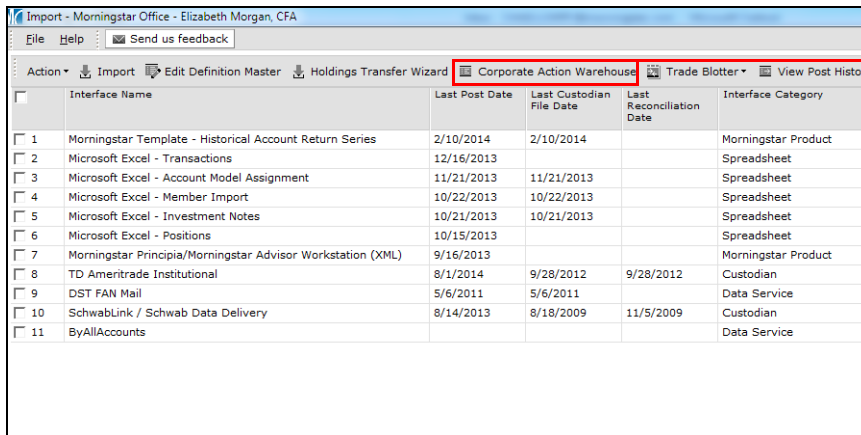 Import - Morningstar Office - Elizabeth Morgan, CFA
File Help Send us feedback
Action Import Edit Definition Master Holdings Transfer Wizard Corporate Action Warehouse Trade Blotter View Post Histo
Interface Name Last Post Date Last Custodian File Date Last Reconciliation Date Interface Category
1 Morningstar Template - Historical Account Return Series 2/10/2014 2/10/2014 Morningstar Product
2 Microsoft Excel - Transactions 12/16/2013 Spreadsheet
3 Microsoft Excel - Account Model Assignment 11/21/2013 11/21/2013 Spreadsheet
4 Microsoft Excel - Member Import 10/22/2013 10/22/2013 Spreadsheet
5 Microsoft Excel - Investment Notes 10/21/2013 10/21/2013 Spreadsheet
6 Microsoft Excel - Positions 10/15/2013 Spreadsheet
7 Morningstar Principia/Morningstar Advisor Workstation (XML) 9/16/2013 Morningstar Product
8 TD Ameritrade Institutional 8/1/2014 9/28/2012 9/28/2012 Custodian
9 DST FAN Mail 5/6/2011 5/6/2011 Data Service
10 SchwabLink / Schwab Data Delivery 8/14/2013 8/18/2009 11/5/2009 Custodian
11 ByAllAccounts Data Service